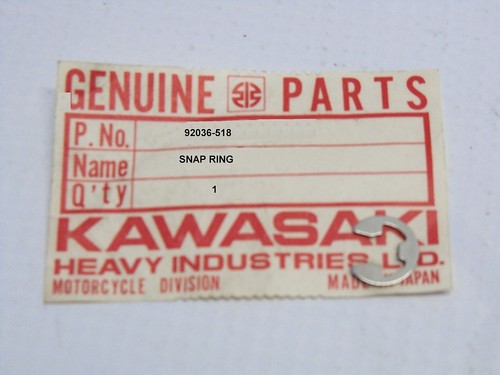 GENUINE PARTS
P. No. 92036-518
Name SNAP RING
Q'ty 1
KAWASAKI
HEAVY INDUSTRIES, LTD.
MOTORCYCLE DIVISION MADE IN JAPAN